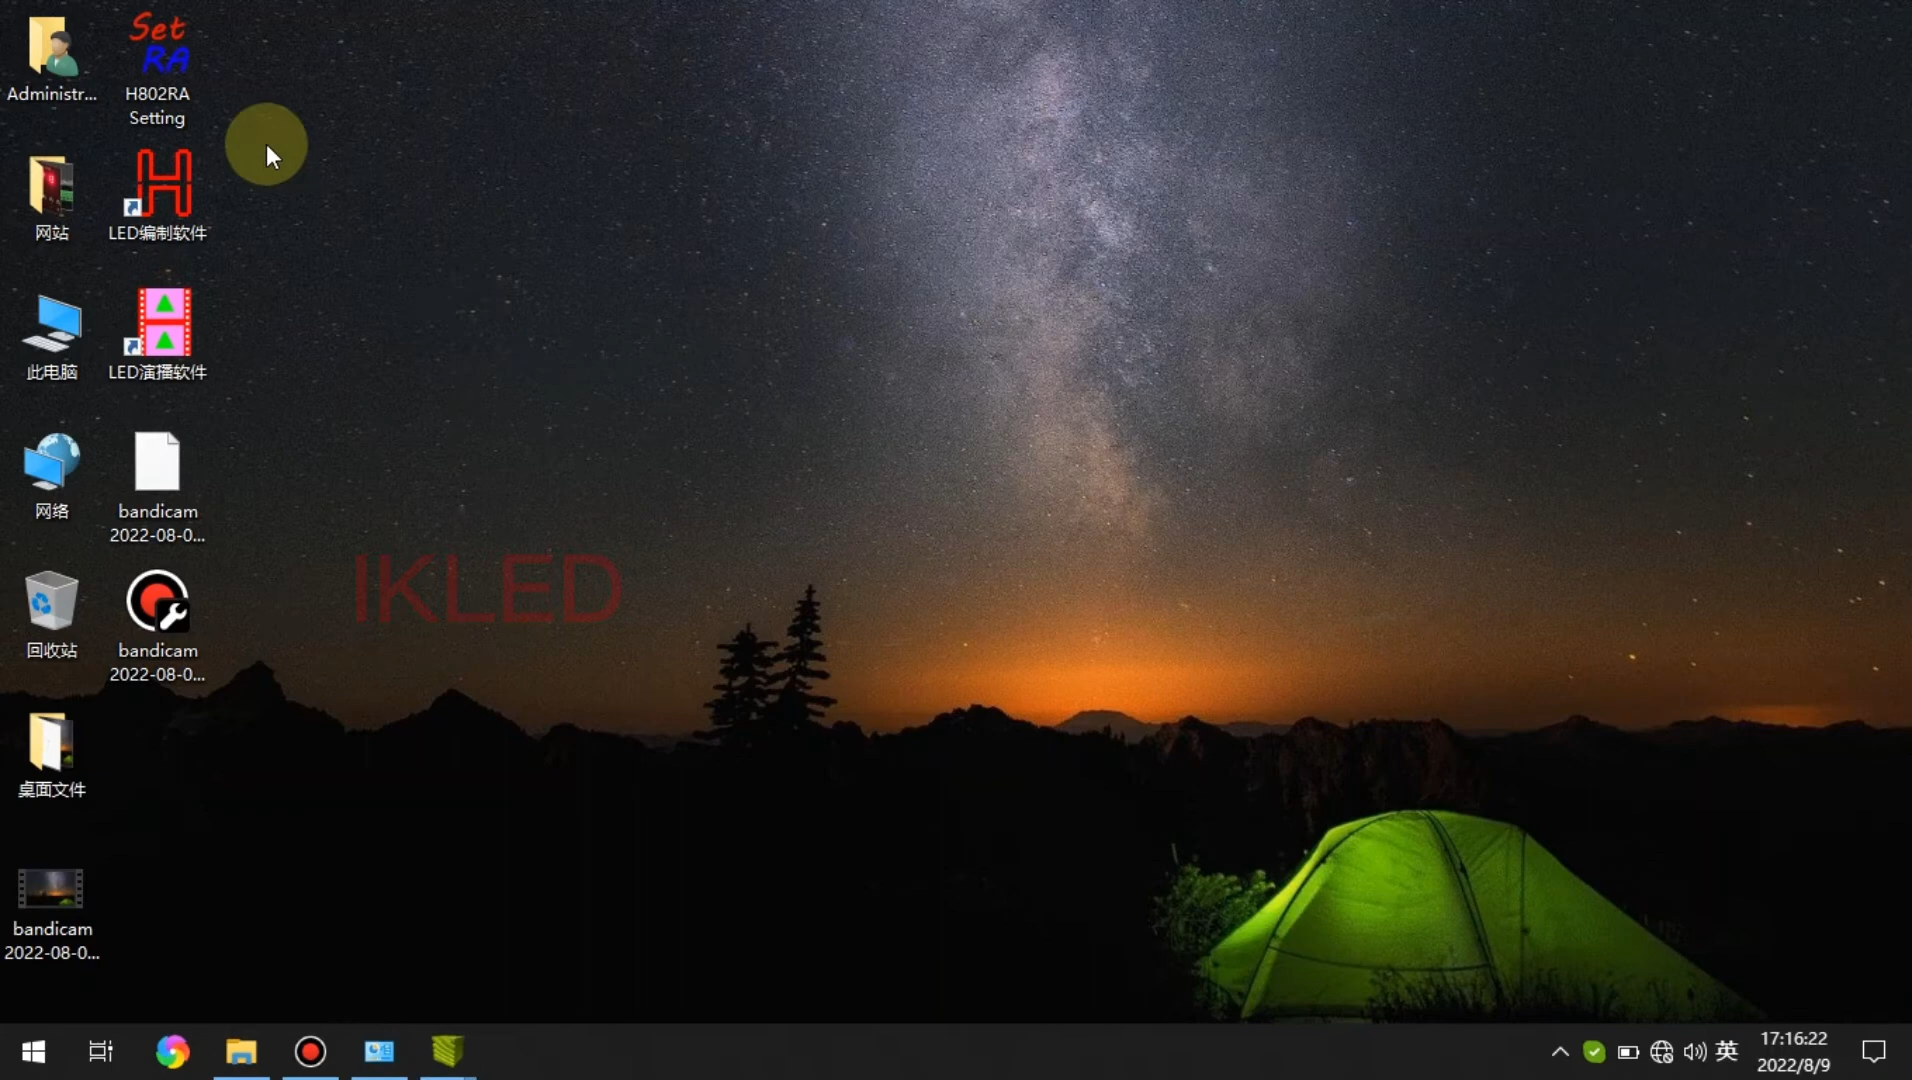 Set
RA
Administr...
H802RA
Setting
网站
LED编制软件
此电脑
LED演播软件
网络
bandicam
2022-08-0...
IKLED
回收站
bandicam
2022-08-0...
桌面文件
bandicam
2022-08-0...
英
17:16:22
2022/8/9